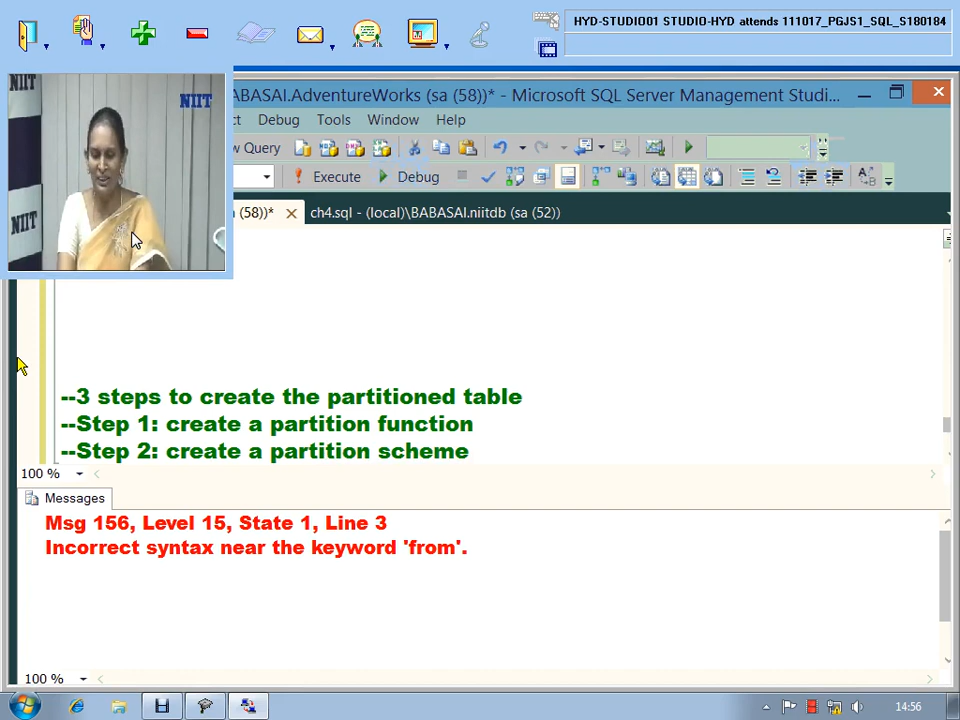 HYD-STUDIO01 STUDIO-HYD attends 111017_PGJS1_SQL_S180184
NIIT
NIIT
NIIT
BABASAI.AdventureWorks (sa (58))* - Microsoft SQL Server Management Studi...
ct Debug Tools Window Help
w Query
Execute Debug
(58))* ch4.sql - (local)\BABASAI.niitdb (sa (52))
--3 steps to create the partitioned table
--Step 1: create a partition function
--Step 2: create a partition scheme
100 %
Messages
Msg 156, Level 15, State 1, Line 3
Incorrect syntax near the keyword 'from'.
100 %
14:56